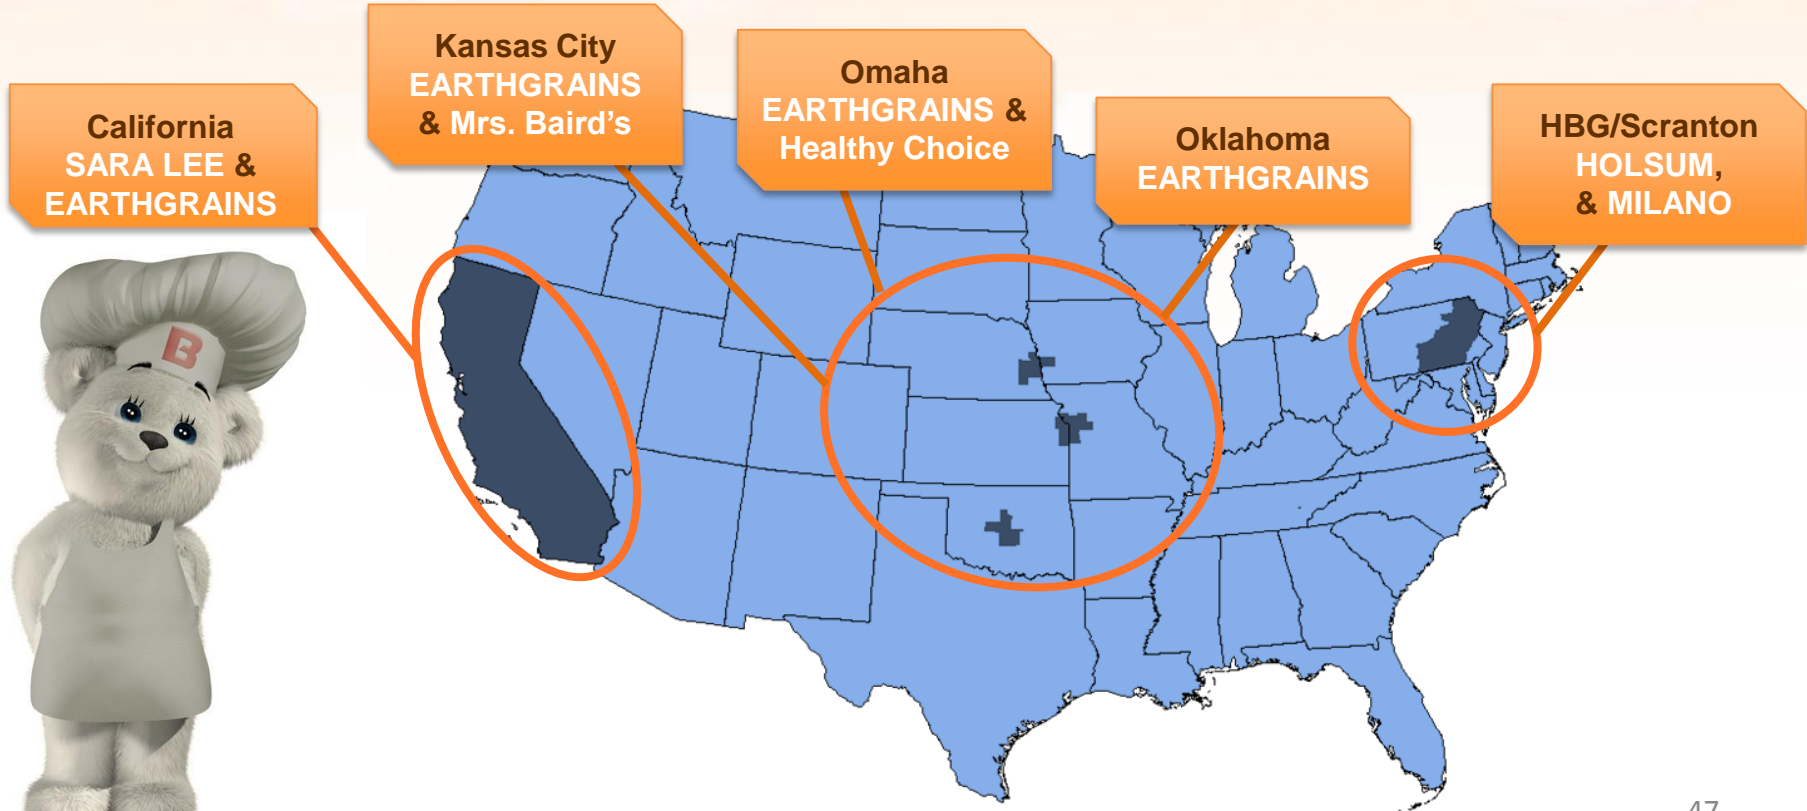 California
SARA LEE &
EARTHGRAINS
Kansas City
EARTHGRAINS
& Mrs. Baird’s
Omaha
EARTHGRAINS &
Healthy Choice
Oklahoma
EARTHGRAINS
HBG/Scranton
HOLSUM,
& MILANO
B
47